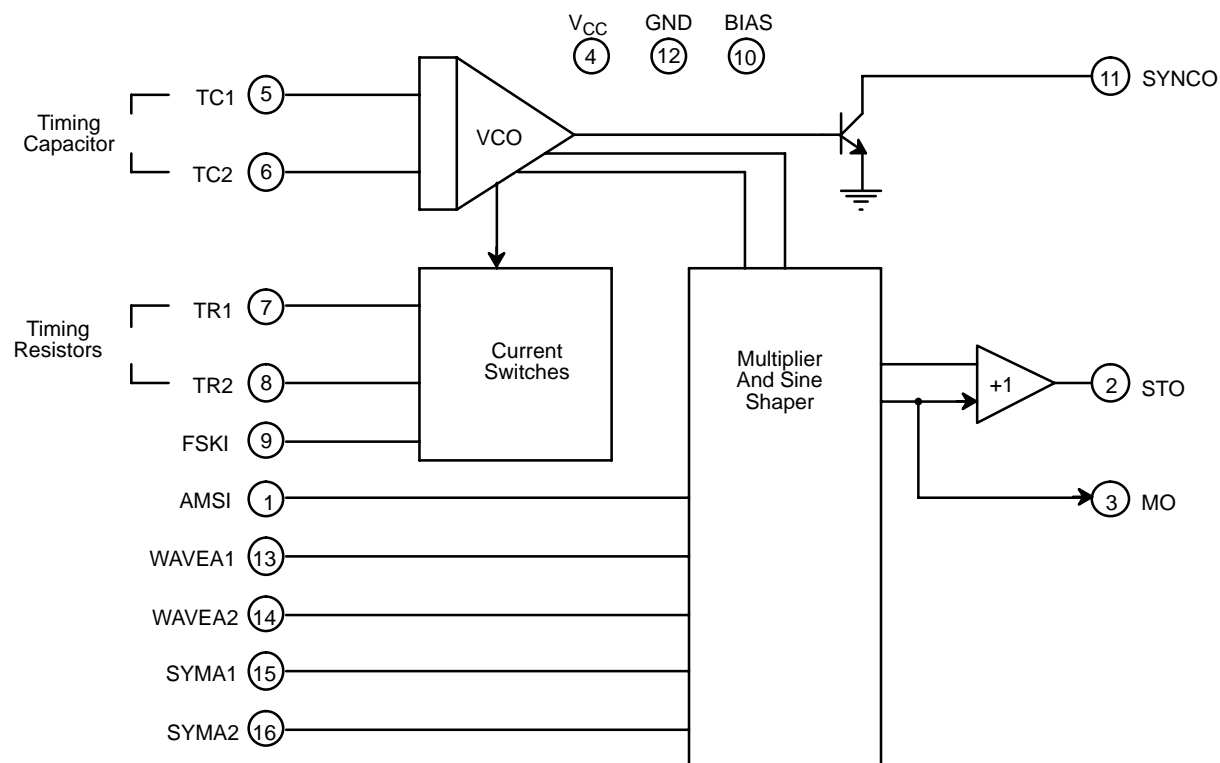 VCC GND BIAS
4 12 10
TC1 5
11 SYNCO
Timing
Capacitor
VCO
TC2 6
TR1 7
Timing
Resistors
Current
Switches
Multiplier
And Sine
Shaper
TR2 8
+1
2 STO
FSKI 9
AMSI 1
3 MO
WAVEA1 13
WAVEA2 14
SYMA1 15
SYMA2 16